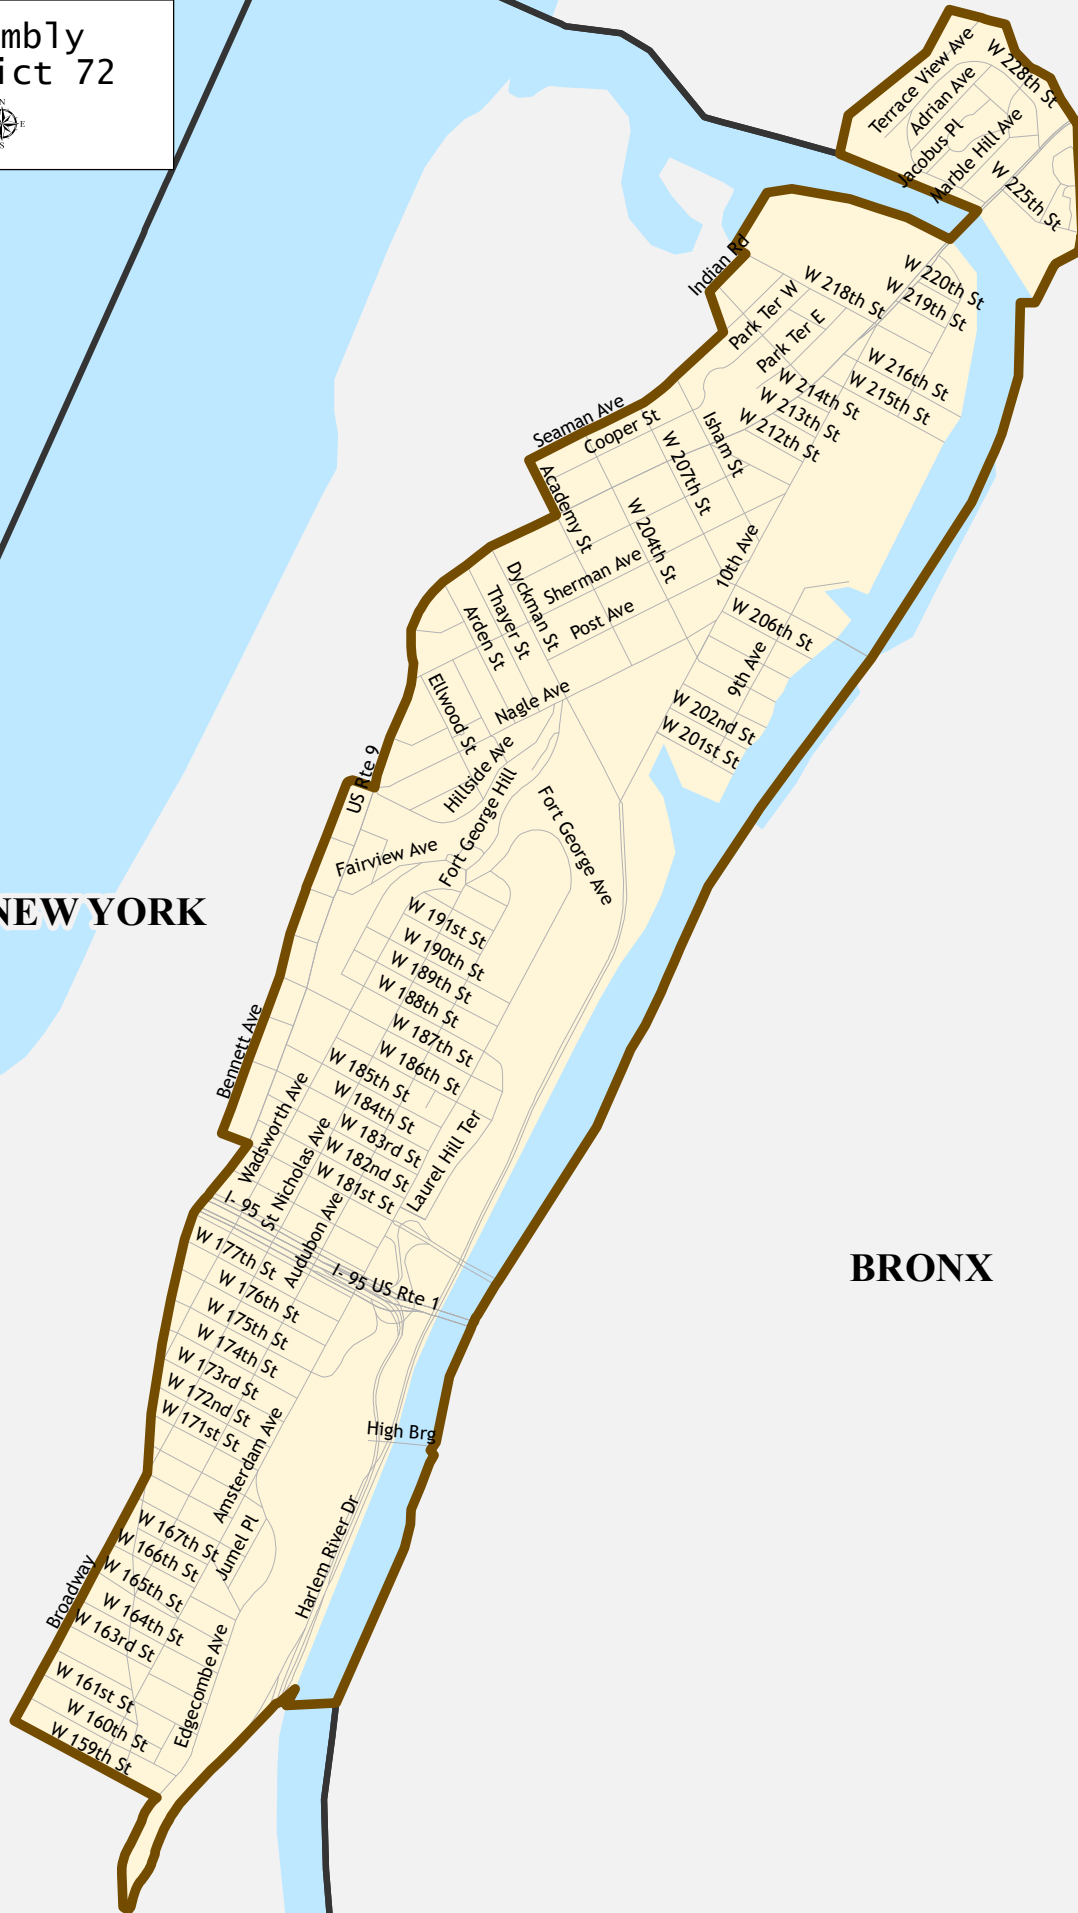 mbly
ict 72
N
E
S
Terrace View Ave
W 228th St
Adrian Ave
Jacobus Pl
Marble Hill Ave
W 225th St
Indian Rd
W 220th St
W 219th St
W 218th St
Park Ter W
Park Ter E
W 216th St
W 215th St
W 214th St
W 213th St
W 212th St
Seaman Ave
Cooper St
Isham St
W 207th St
Academy St
W 204th St
10th Ave
Sherman Ave
Dyckman St
Thayer St
Arden St
Post Ave
W 206th St
9th Ave
Nagle Ave
Ellwood St
W 202nd St
W 201st St
Hillside Ave
US Rte 9
Fort George Hill
Fort George Ave
Fairview Ave
NEW YORK
W 191st St
W 190th St
W 189th St
W 188th St
W 187th St
W 186th St
Bennett Ave
W 185th St
W 184th St
Wadsworth Ave
W 183rd St
St Nicholas Ave
W 182nd St
Laurel Hill Ter
W 181st St
I- 95
Audubon Ave
W 177th St
I- 95 US Rte 1
BRONX
W 176th St
W 175th St
W 174th St
W 173rd St
W 172nd St
W 171st St
High Brg
Amsterdam Ave
W 167th St
Jumel Pl
Harlem River Dr
W 166th St
Broadway
W 165th St
W 164th St
W 163rd St
Edgecombe Ave
W 161st St
W 160th St
W 159th St